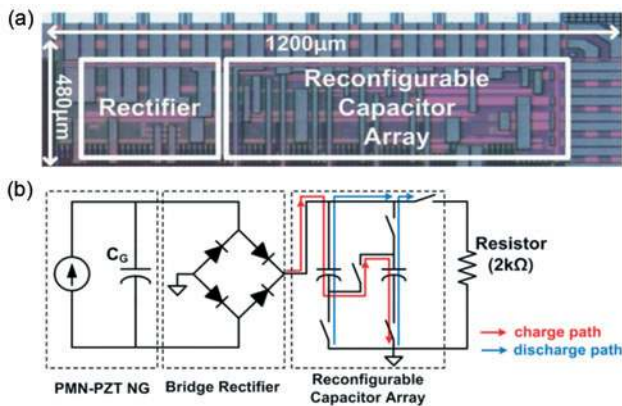 (a)
1200μm
480μm
Rectifier
Reconfigurable
Capacitor
Array
(b)
CG
Resistor
(2kΩ)
charge path
discharge path
PMN-PZT NG
Bridge Rectifier
Reconfigurable
Capacitor Array